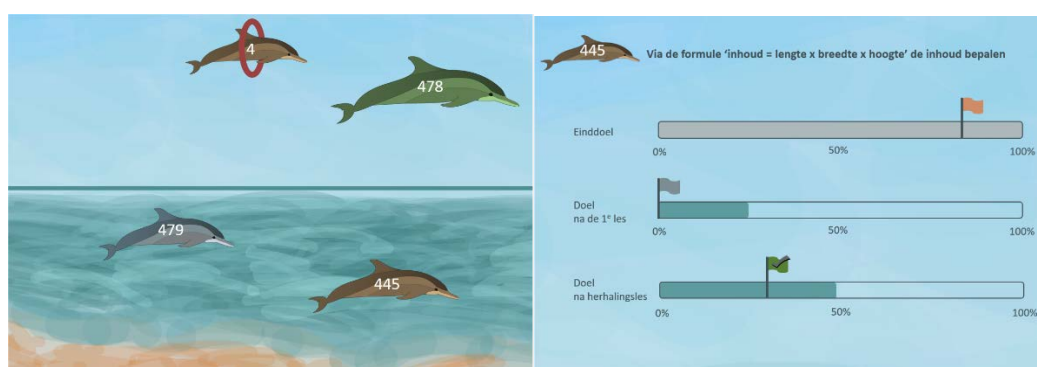 4
478
479
445
445
Via de formule ‘inhoud = lengte x breedte x hoogte’ de inhoud bepalen
Einddoel
0% 50% 100%
Doel
na de 1e les
0% 50% 100%
Doel
na herhalingsles
0% 50% 100%